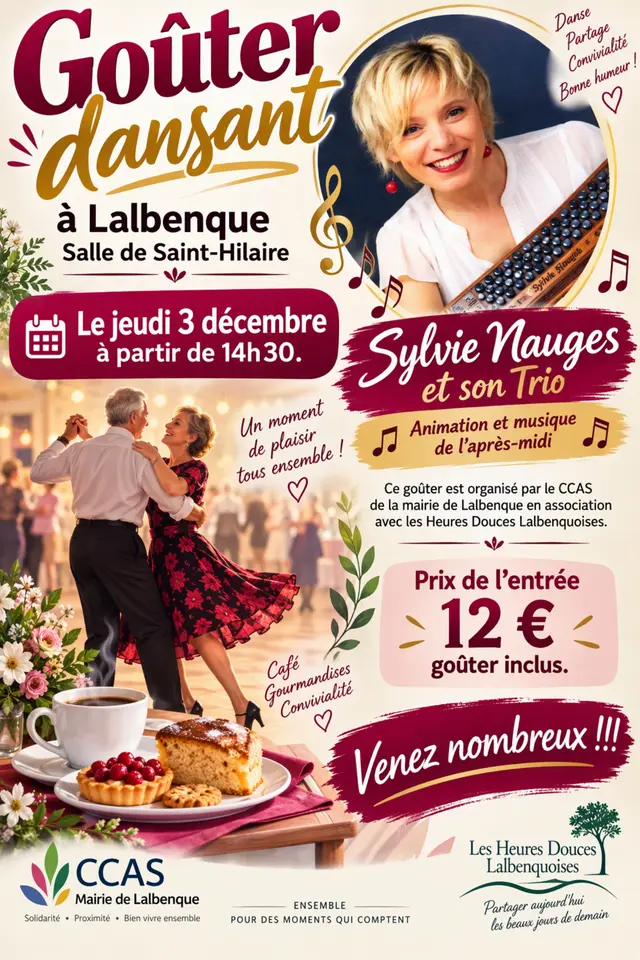 Goûter
dansant
à Lalbenque
Salle de Saint-Hilaire
Danse
Partage
Convivialité
Bonne humeur !
Sylvie Nauges
Le jeudi 3 décembre
à partir de 14h30.
Sylvie Nauges
et son Trio
Animation et musique
de l'après-midi
Un moment
de plaisir
tous ensemble !
Ce goûter est organisé par le CCAS
de la mairie de Lalbenque en association
avec les Heures Douces Lalbenquoises.
Prix de l'entrée
12 €
goûter inclus.
Café
Gourmandises
Convivialité
Venez nombreux !!!
CCAS
Mairie de Lalbenque
Solidarité • Proximité • Bien vivre ensemble
ENSEMBLE
POUR DES MOMENTS QUI COMPTENT
Les Heures Douces
Lalbenquoises
Partager aujourd'hui
les beaux jours de demain